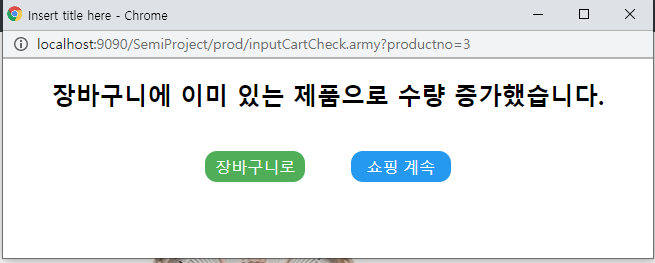 Insert title here - Chrome
localhost:9090/SemiProject/prod/inputCartCheck.army?productno=3
장바구니에 이미 있는 제품으로 수량 증가했습니다.
장바구니로 쇼핑 계속